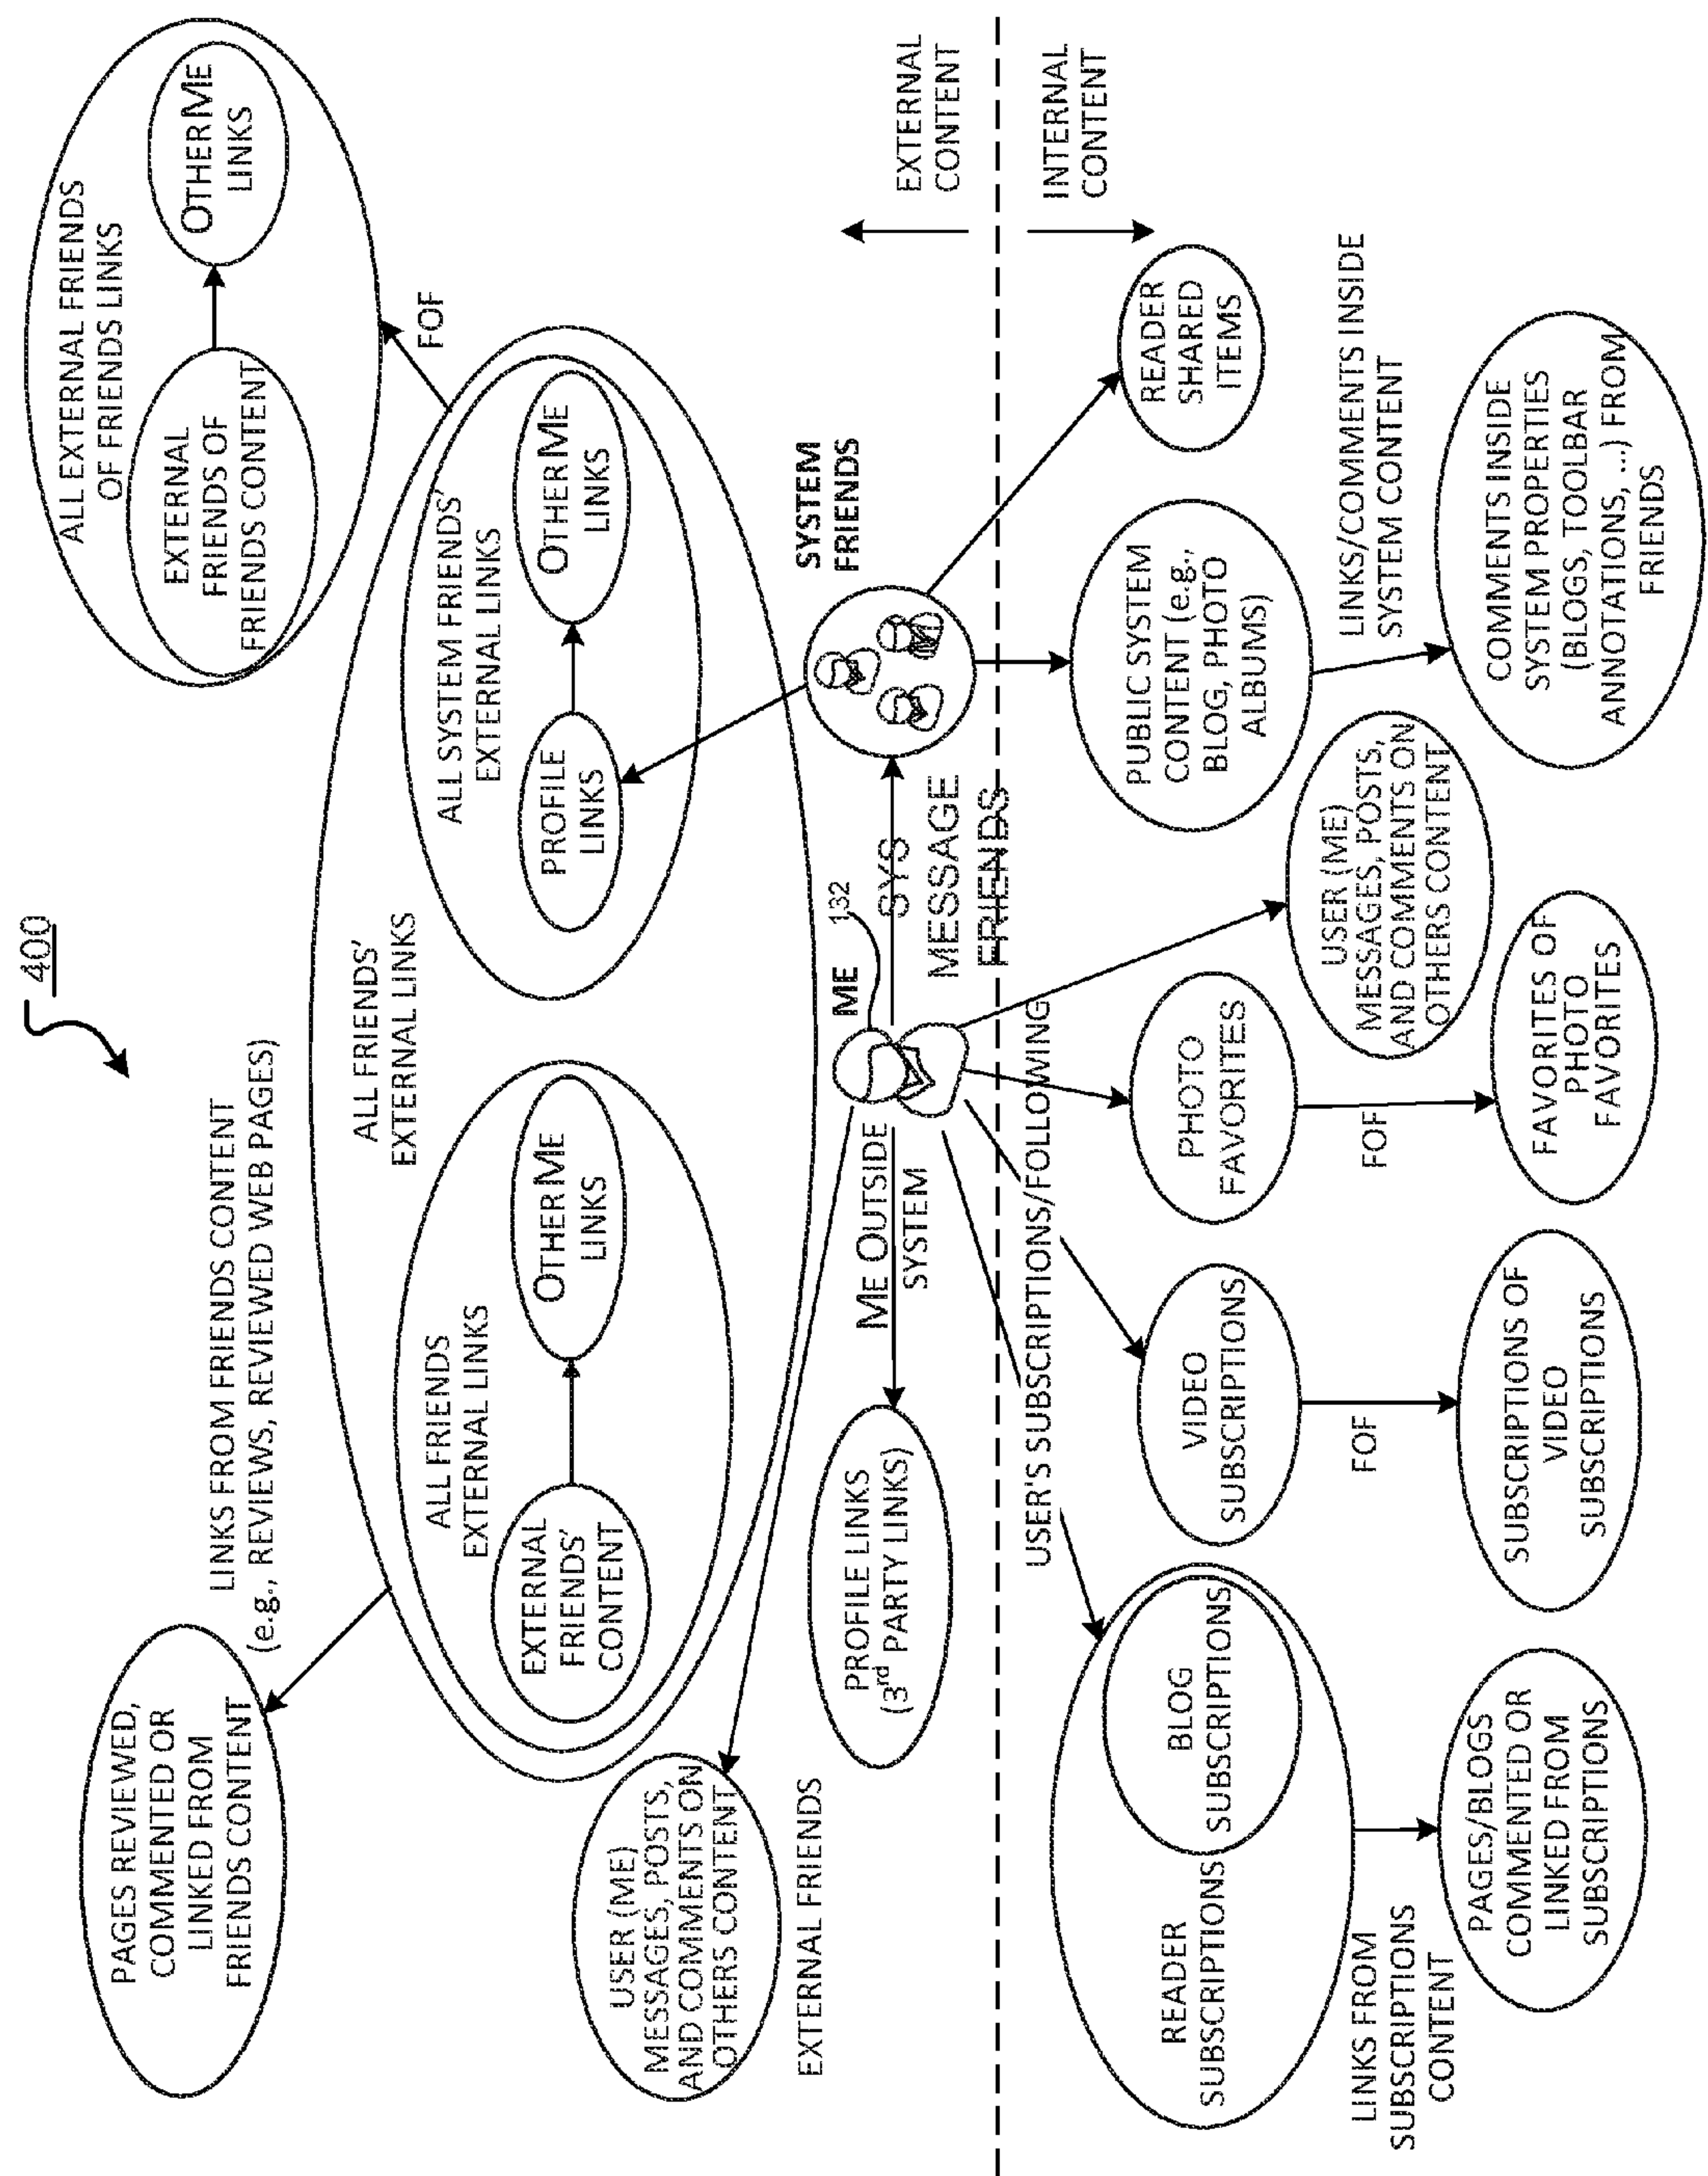 400
LINKS FROM FRIENDS CONTENT
(e.g., REVIEWS, REVIEWED WEB PAGES)
PAGES REVIEWED,
COMMENTED OR
LINKED FROM
FRIENDS CONTENT
ALL EXTERNAL FRIENDS
OF FRIENDS LINKS
EXTERNAL
FRIENDS OF
FRIENDS CONTENT
OTHER ME
LINKS
FOF
ALL FRIENDS'
EXTERNAL LINKS
ALL FRIENDS
EXTERNAL LINKS
EXTERNAL
FRIENDS'
CONTENT
OTHER ME
LINKS
ALL SYSTEM FRIENDS'
EXTERNAL LINKS
PROFILE
LINKS
OTHER ME
LINKS
USER (ME)
MESSAGES, POSTS,
AND COMMENTS ON
OTHERS CONTENT
EXTERNAL FRIENDS
PROFILE LINKS
(3rd PARTY LINKS)
ME OUTSIDE
SYSTEM
ME
132
SYS
MESSAGE
FRIENDS
SYSTEM
FRIENDS
EXTERNAL
CONTENT
INTERNAL
CONTENT
USER'S SUBSCRIPTIONS/FOLLOWING
READER
SUBSCRIPTIONS
BLOG
SUBSCRIPTIONS
VIDEO
SUBSCRIPTIONS
PHOTO
FAVORITES
USER (ME)
MESSAGES, POSTS,
AND COMMENTS ON
OTHERS CONTENT
PUBLIC SYSTEM
CONTENT (e.g.,
BLOG, PHOTO
ALBUMS)
READER
SHARED
ITEMS
LINKS FROM
SUBSCRIPTIONS
CONTENT
FOF
FOF
LINKS/COMMENTS INSIDE
SYSTEM CONTENT
PAGES/BLOGS
COMMENTED OR
LINKED FROM
SUBSCRIPTIONS
SUBSCRIPTIONS OF
VIDEO
SUBSCRIPTIONS
FAVORITES OF
PHOTO
FAVORITES
COMMENTS INSIDE
SYSTEM PROPERTIES
(BLOGS, TOOLBAR
ANNOTATIONS, ...) FROM
FRIENDS